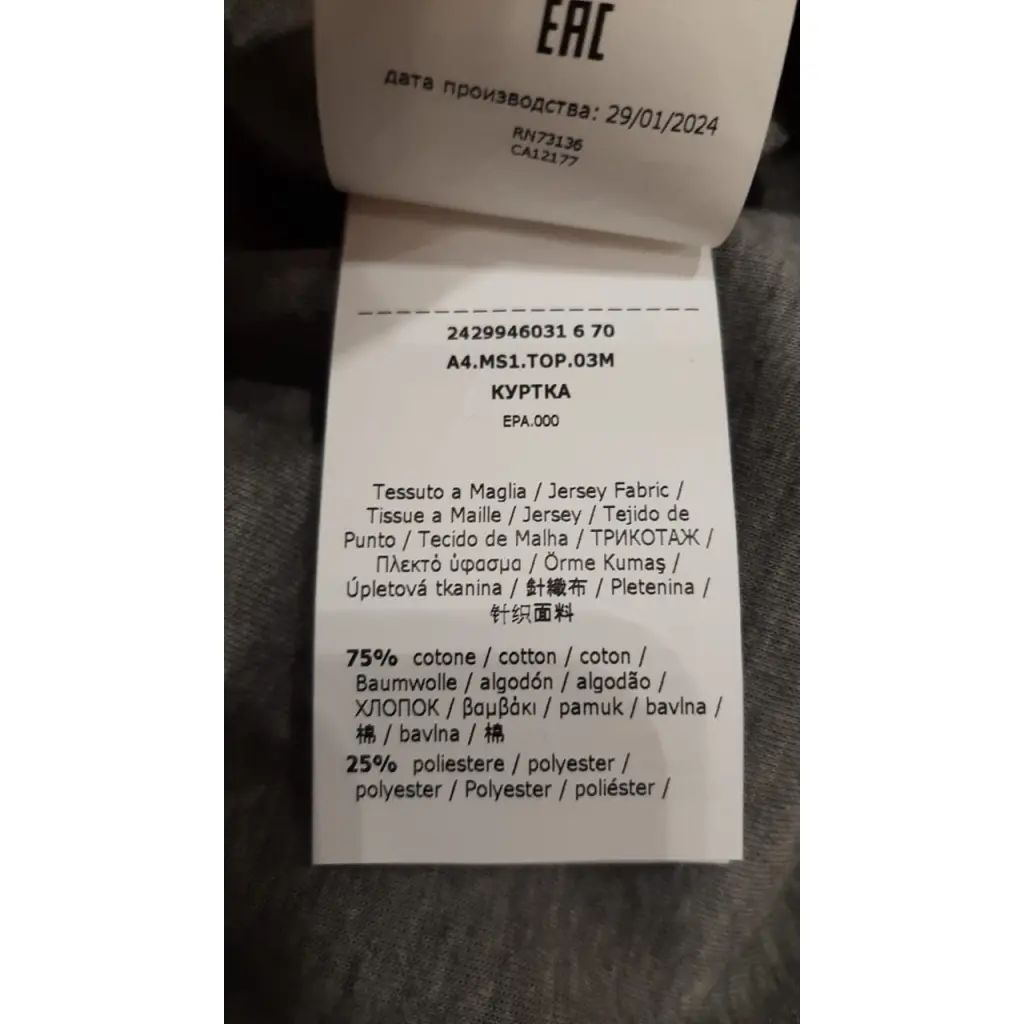 EAC
дата производства: 29/01/2024
RN73136
CA12177
2429946031 6 70
A4.MS1.TOP.03M
КУРТКА
EPA.000
Tessuto a Maglia / Jersey Fabric /
Tissue a Maille / Jersey / Tejido de
Punto / Tecido de Malha / ТРИКОТАЖ /
Πλεκτό ύφασμα / Örme Kumaş /
Úpletová tkanina / 針織布 / Pletenina /
针织面料
75% cotone / cotton / coton /
Baumwolle / algodón / algodão /
ХЛОПОК / βαμβάκι / pamuk / bavlna /
棉 / bavlna / 棉
25% poliestere / polyester /
polyester / Polyester / poliéster /